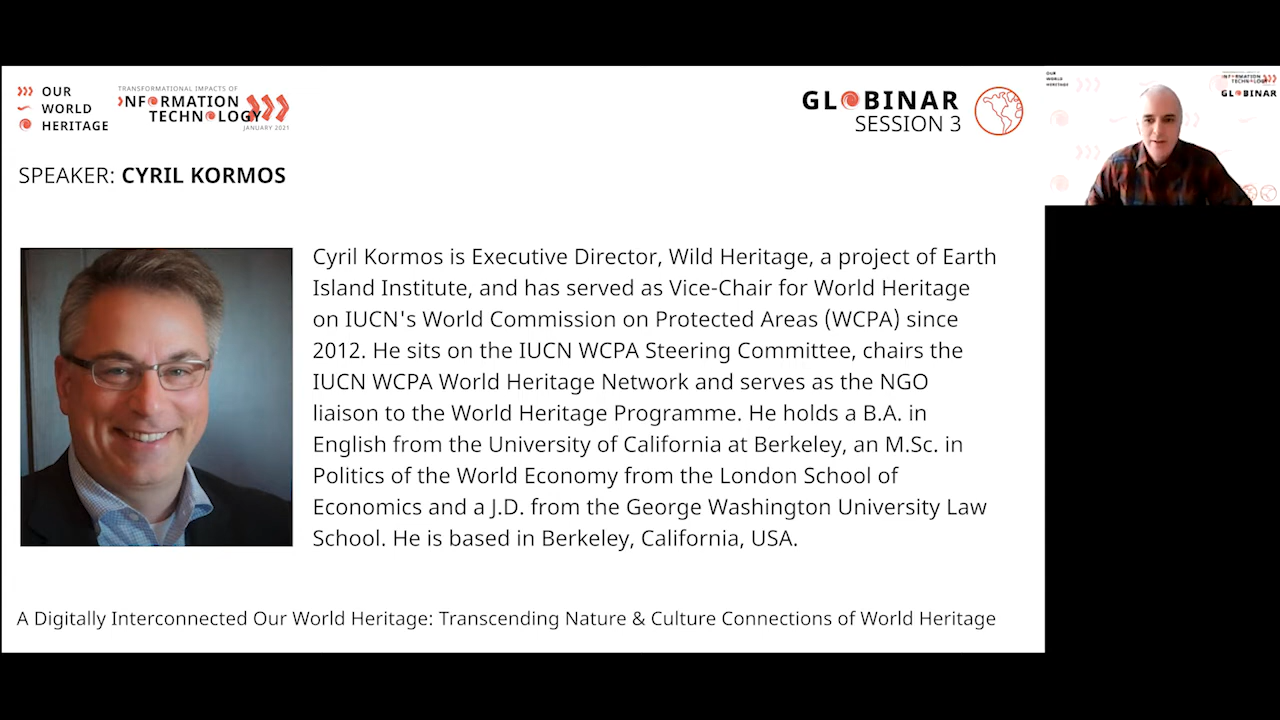 OUR
WORLD
HERITAGE
TRANSFORMATIONAL IMPACTS OF
INFORMATION
TECHNOLOGY
JANUARY 2021
GLOBINAR
SESSION 3
SPEAKER: CYRIL KORMOS
Cyril Kormos is Executive Director, Wild Heritage, a project of Earth
Island Institute, and has served as Vice-Chair for World Heritage
on IUCN's World Commission on Protected Areas (WCPA) since
2012. He sits on the IUCN WCPA Steering Committee, chairs the
IUCN WCPA World Heritage Network and serves as the NGO
liaison to the World Heritage Programme. He holds a B.A. in
English from the University of California at Berkeley, an M.Sc. in
Politics of the World Economy from the London School of
Economics and a J.D. from the George Washington University Law
School. He is based in Berkeley, California, USA.
A Digitally Interconnected Our World Heritage: Transcending Nature & Culture Connections of World Heritage
OUR
WORLD
HERITAGE
INFORMATION
TECHNOLOGY
GLOBINAR